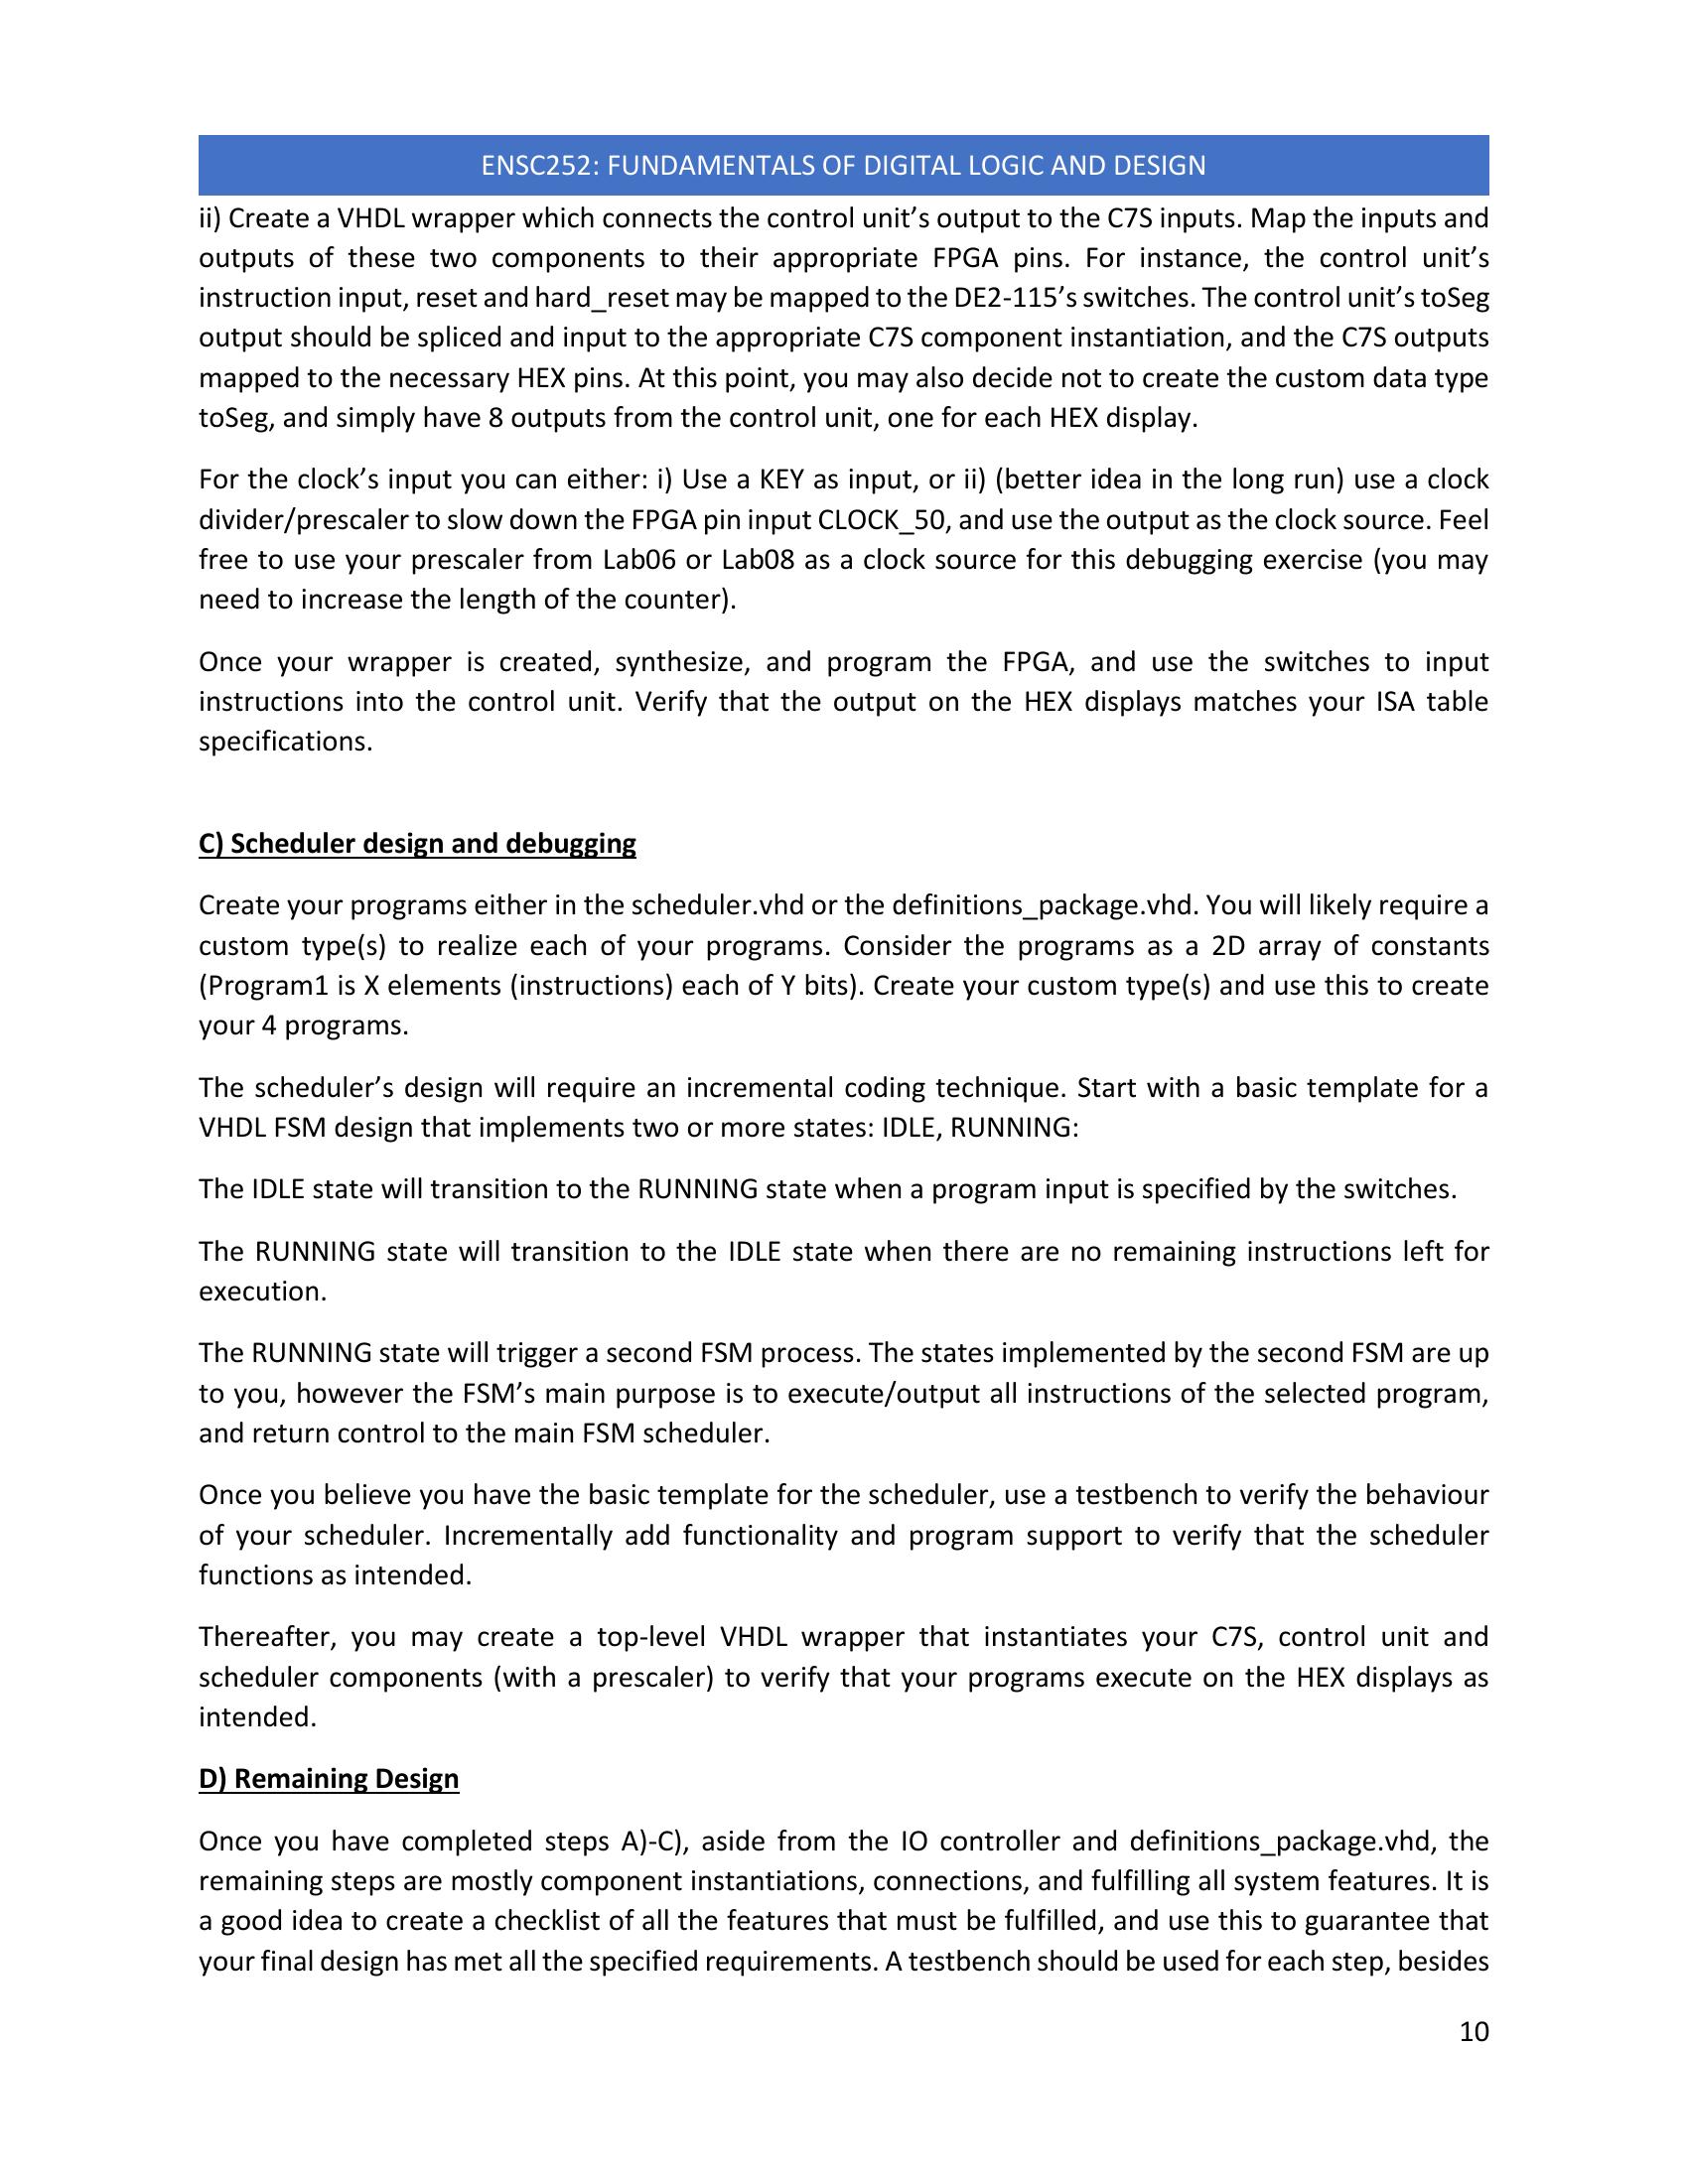 ENSC252: FUNDAMENTALS OF DIGITAL LOGIC AND DESIGN
ii) Create a VHDL wrapper which connects the control unit’s output to the C7S inputs. Map the inputs and
outputs of these two components to their appropriate FPGA pins. For instance, the control unit’s
instruction input, reset and hard_reset may be mapped to the DE2-115’s switches. The control unit’s toSeg
output should be spliced and input to the appropriate C7S component instantiation, and the C7S outputs
mapped to the necessary HEX pins. At this point, you may also decide not to create the custom data type
toSeg, and simply have 8 outputs from the control unit, one for each HEX display.
For the clock’s input you can either: i) Use a KEY as input, or ii) (better idea in the long run) use a clock
divider/prescaler to slow down the FPGA pin input CLOCK_50, and use the output as the clock source. Feel
free to use your prescaler from Lab06 or Lab08 as a clock source for this debugging exercise (you may
need to increase the length of the counter).
Once your wrapper is created, synthesize, and program the FPGA, and use the switches to input
instructions into the control unit. Verify that the output on the HEX displays matches your ISA table
specifications.
C) Scheduler design and debugging
Create your programs either in the scheduler.vhd or the definitions_package.vhd. You will likely require a
custom type(s) to realize each of your programs. Consider the programs as a 2D array of constants
(Program1 is X elements (instructions) each of Y bits). Create your custom type(s) and use this to create
your 4 programs.
The scheduler’s design will require an incremental coding technique. Start with a basic template for a
VHDL FSM design that implements two or more states: IDLE, RUNNING:
The IDLE state will transition to the RUNNING state when a program input is specified by the switches.
The RUNNING state will transition to the IDLE state when there are no remaining instructions left for
execution.
The RUNNING state will trigger a second FSM process. The states implemented by the second FSM are up
to you, however the FSM’s main purpose is to execute/output all instructions of the selected program,
and return control to the main FSM scheduler.
Once you believe you have the basic template for the scheduler, use a testbench to verify the behaviour
of your scheduler. Incrementally add functionality and program support to verify that the scheduler
functions as intended.
Thereafter, you may create a top-level VHDL wrapper that instantiates your C7S, control unit and
scheduler components (with a prescaler) to verify that your programs execute on the HEX displays as
intended.
D) Remaining Design
Once you have completed steps A)-C), aside from the IO controller and definitions_package.vhd, the
remaining steps are mostly component instantiations, connections, and fulfilling all system features. It is
a good idea to create a checklist of all the features that must be fulfilled, and use this to guarantee that
your final design has met all the specified requirements. A testbench should be used for each step, besides
10